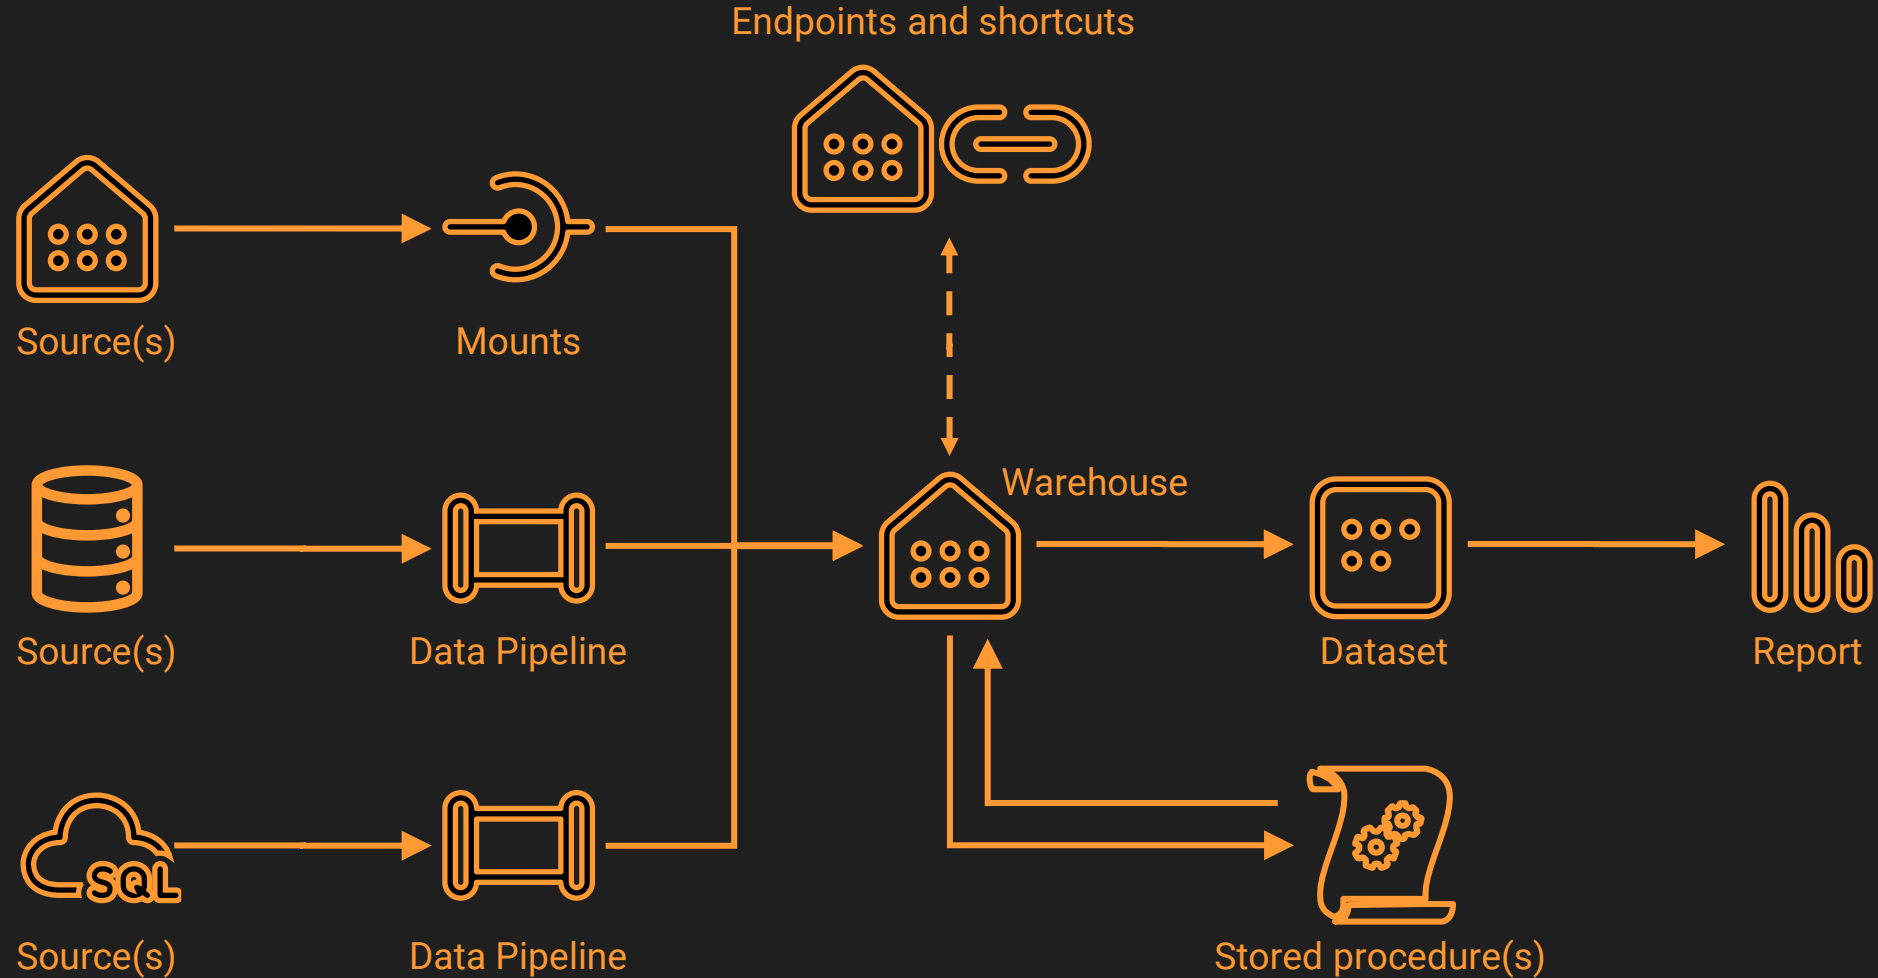 Endpoints and shortcuts
Source(s)
Mounts
Warehouse
Source(s)
Data Pipeline
Dataset
Report
SQL
Source(s)
Data Pipeline
Stored procedure(s)